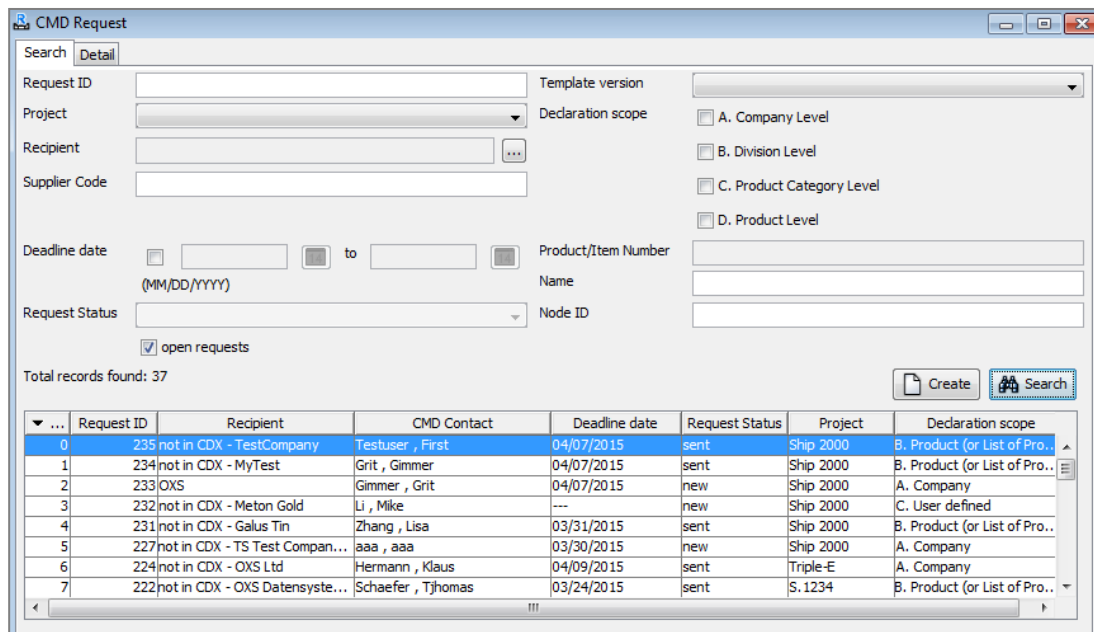 CMD Request
Search Detail
Request ID Template version
Project Declaration scope A. Company Level
Recipient ... B. Division Level
Supplier Code C. Product Category Level
D. Product Level
Deadline date 14 to 14 Product/Item Number
(MM/DD/YYYY) Name
Request Status Node ID
open requests
Total records found: 37 Create Search
... Request ID Recipient CMD Contact Deadline date Request Status Project Declaration scope
0 235 not in CDX - TestCompany Testuser , First 04/07/2015 sent Ship 2000 B. Product (or List of Pro..
1 234 not in CDX - MyTest Grit , Gimmer 04/07/2015 sent Ship 2000 B. Product (or List of Pro..
2 233 OXS Gimmer , Grit 04/07/2015 new Ship 2000 A. Company
3 232 not in CDX - Meton Gold Li , Mike --- new Ship 2000 C. User defined
4 231 not in CDX - Galus Tin Zhang , Lisa 03/31/2015 sent Ship 2000 B. Product (or List of Pro..
5 227 not in CDX - TS Test Compan... aaa , aaa 03/30/2015 new Ship 2000 A. Company
6 224 not in CDX - OXS Ltd Hermann , Klaus 04/09/2015 sent Triple-E A. Company
7 222 not in CDX - OXS Datensyste... Schaefer , Tjhomas 03/24/2015 sent S.1234 B. Product (or List of Pro..